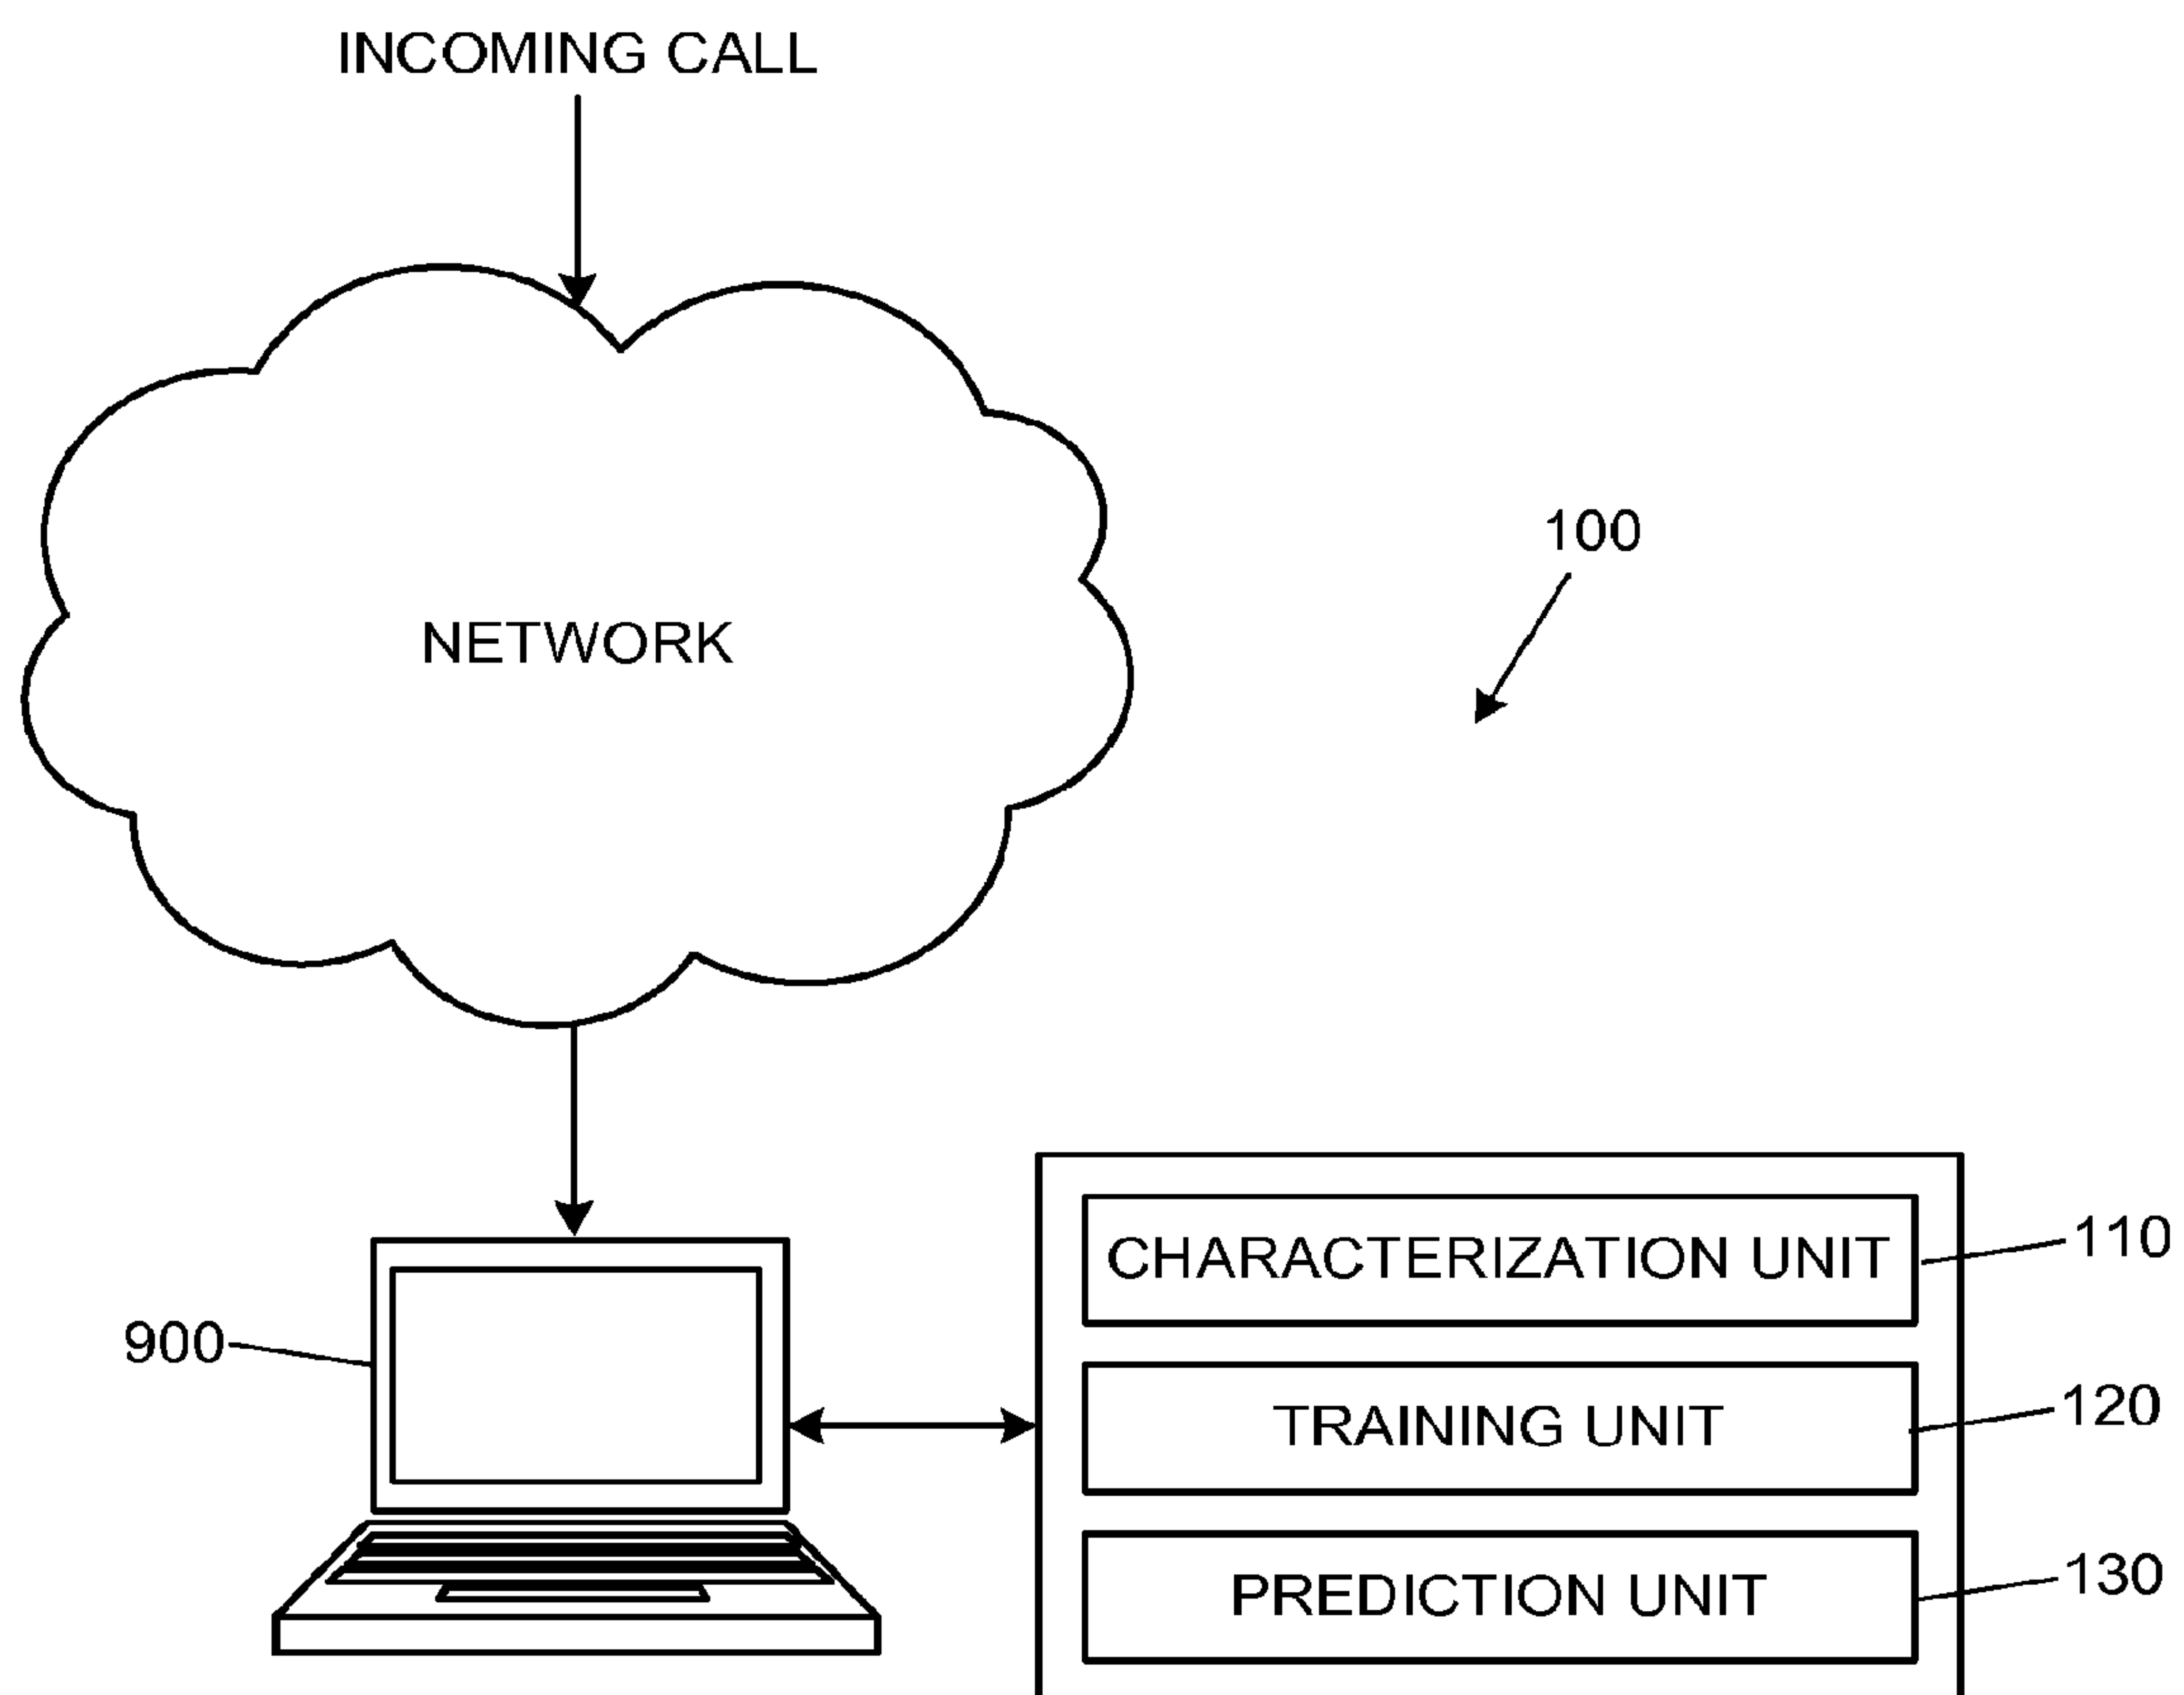 INCOMING CALL
NETWORK
100
CHARACTERIZATION UNIT
110
900
TRAINING UNIT
120
PREDICTION UNIT
130